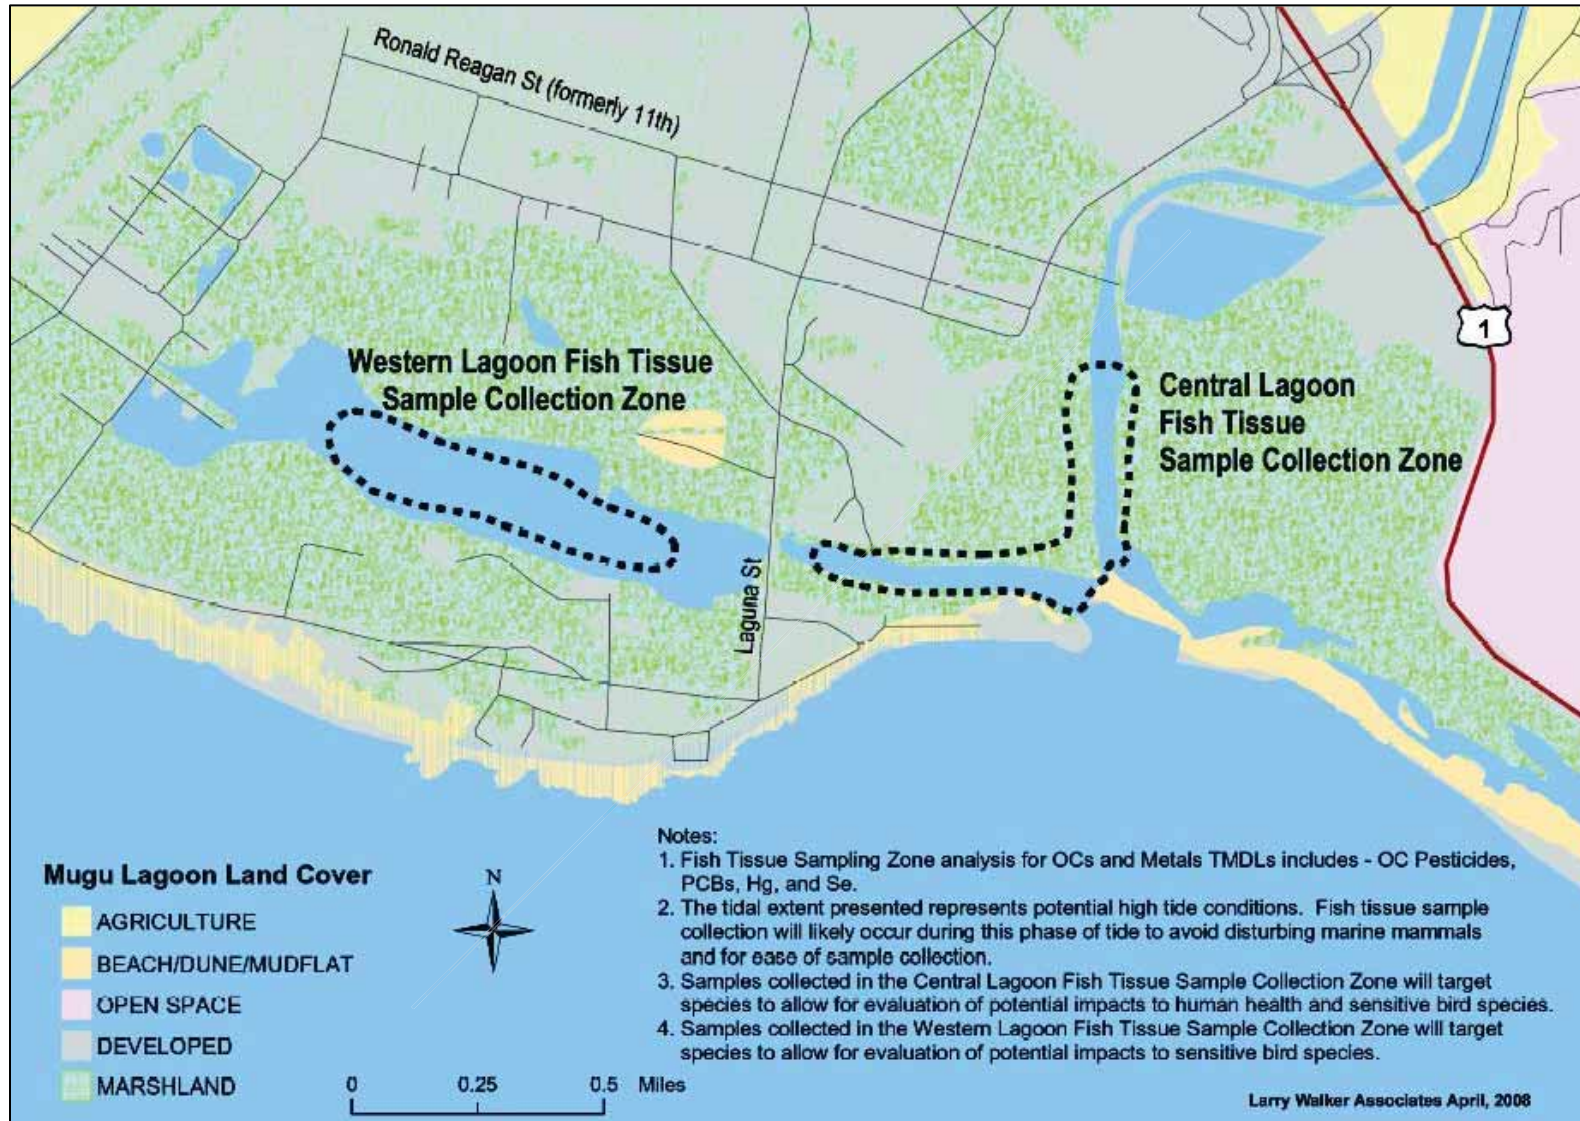 Ronald Reagan St (formerly 11th)
1
Western Lagoon Fish Tissue
Sample Collection Zone
Central Lagoon
Fish Tissue
Sample Collection Zone
Laguna St
Mugu Lagoon Land Cover
AGRICULTURE
BEACH/DUNE/MUDFLAT
OPEN SPACE
DEVELOPED
MARSHLAND
N
0 0.25 0.5 Miles
Notes:
1. Fish Tissue Sampling Zone analysis for OCs and Metals TMDLs includes - OC Pesticides,
PCBs, Hg, and Se.
2. The tidal extent presented represents potential high tide conditions. Fish tissue sample
collection will likely occur during this phase of tide to avoid disturbing marine mammals
and for ease of sample collection.
3. Samples collected in the Central Lagoon Fish Tissue Sample Collection Zone will target
species to allow for evaluation of potential impacts to human health and sensitive bird species.
4. Samples collected in the Western Lagoon Fish Tissue Sample Collection Zone will target
species to allow for evaluation of potential impacts to sensitive bird species.
Larry Walker Associates April, 2008